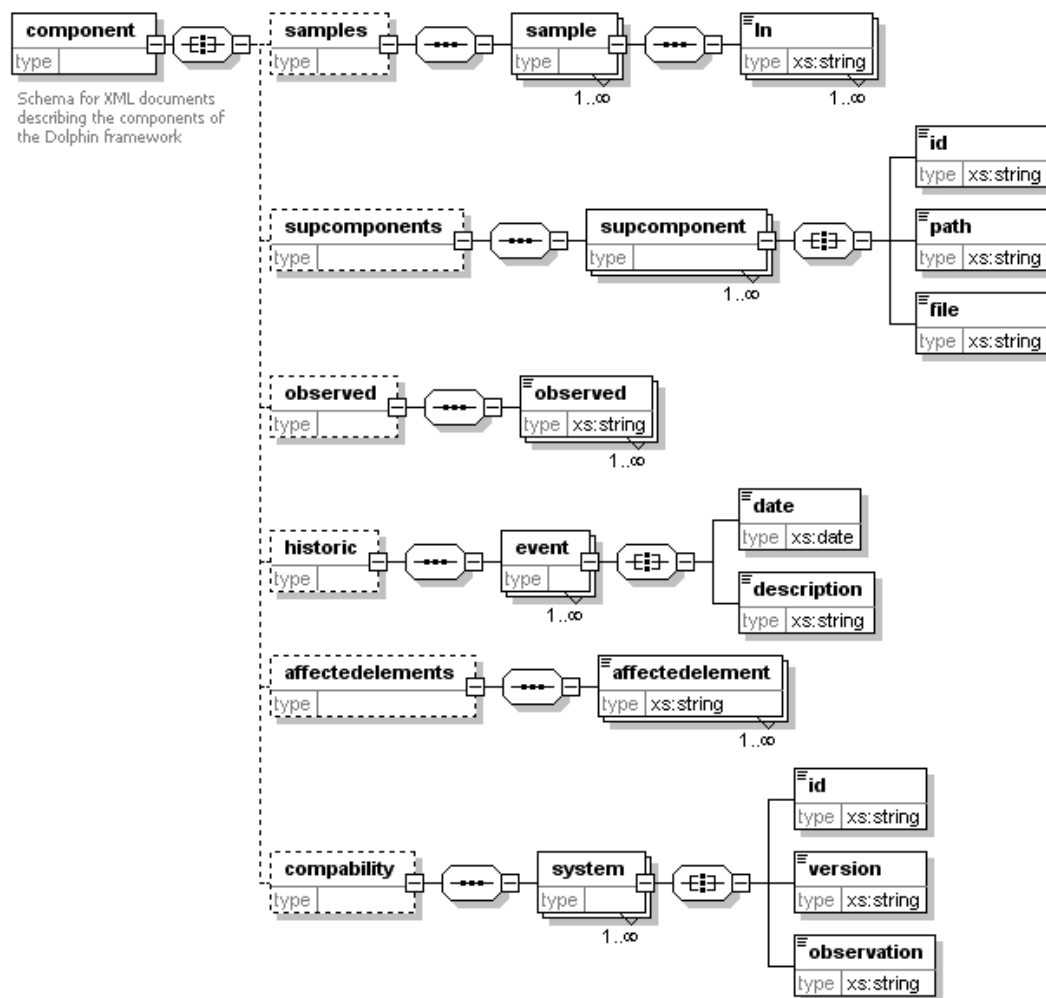 component
type
Schema for XML documents
describing the components of
the Dolphin framework
samples
type
sample
type
1..∞
ln
type xs:string
1..∞
supcomponents
type
supcomponent
type
1..∞
id
type xs:string
path
type xs:string
file
type xs:string
observed
type
observed
type xs:string
1..∞
historic
type
event
type
1..∞
date
type xs:date
description
type xs:string
affectedelements
type
affectedelement
type xs:string
1..∞
compability
type
system
type
1..∞
id
type xs:string
version
type xs:string
observation
type xs:string